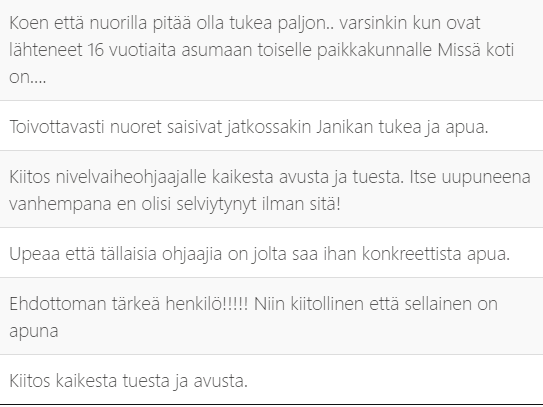 Koen että nuorilla pitää olla tukea paljon.. varsinkin kun ovat
lähteneet 16 vuotiaita asumaan toiselle paikkakunnalle Missä koti
on....
Toivottavasti nuoret saisivat jatkossakin Janikan tukea ja apua.
Kiitos nivelvaiheohjaajalle kaikesta avusta ja tuesta. Itse uupuneena
vanhempana en olisi selviytynyt ilman sitä!
Upeaa että tällaisia ohjaajia on jolta saa ihan konkreettista apua.
Ehdottoman tärkeä henkilö!!!!! Niin kiitollinen että sellainen on
apuna
Kiitos kaikesta tuesta ja avusta.